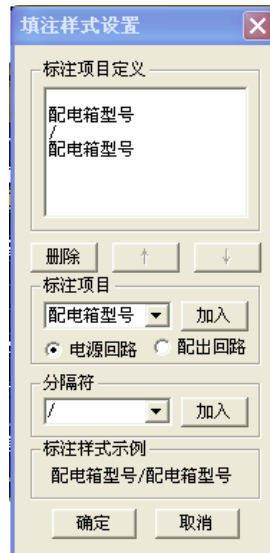 填注样式设置
标注项目定义
配电箱型号
/
配电箱型号
删除 ↑ ↓
标注项目
配电箱型号 加入
电源回路 配出回路
分隔符
/ 加入
标注样式示例
配电箱型号/配电箱型号
确定 取消